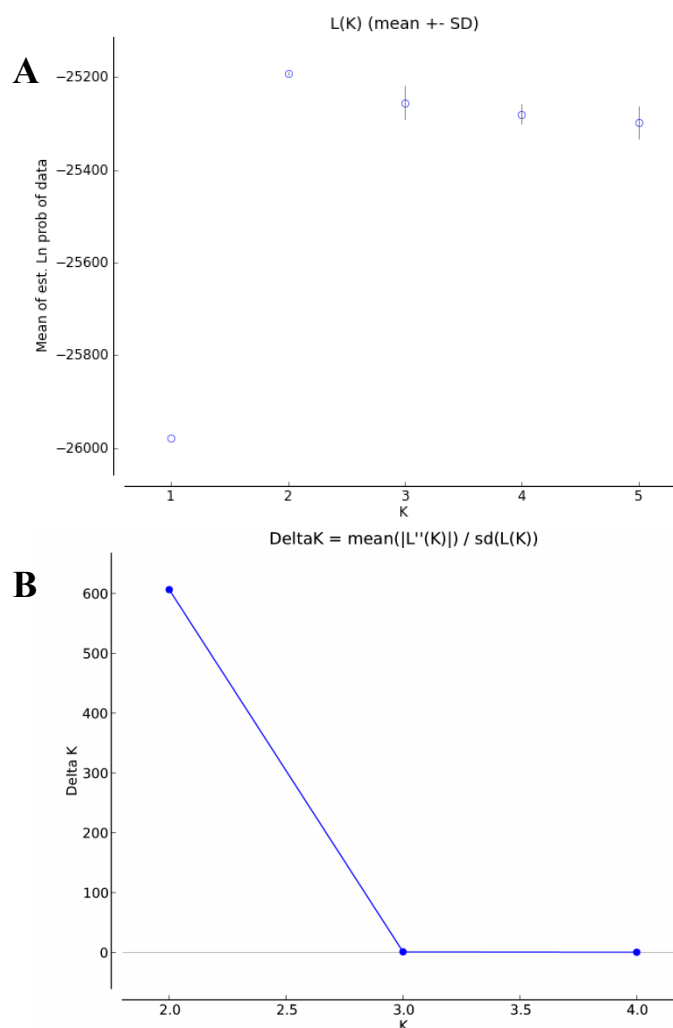 A
L(K) (mean +- SD)
Mean of est. Ln prob of data
−25200
−25400
−25600
−25800
−26000
1 2 3 4 5
K
B
DeltaK = mean(|L''(K)|) / sd(L(K))
Delta K
600
500
400
300
200
100
0
2.0 2.5 3.0 3.5 4.0
K